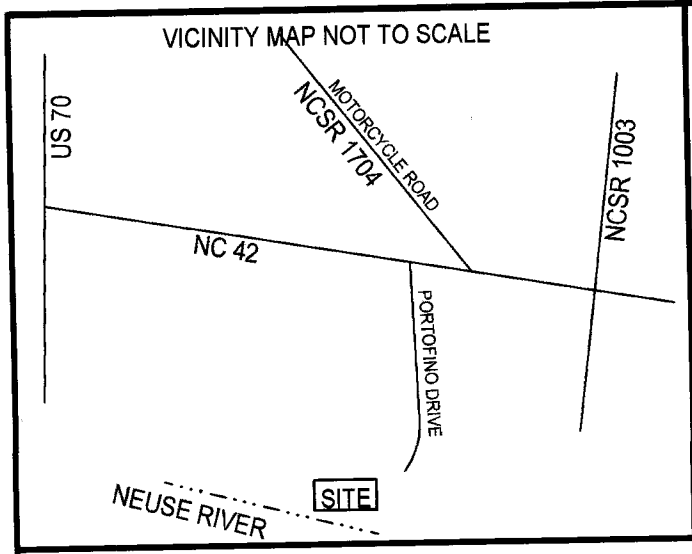 VICINITY MAP NOT TO SCALE
US 70
MOTORCYCLE ROAD
NCSR 1704
NCSR 1003
NC 42
PORTOFINO DRIVE
SITE
NEUSE RIVER